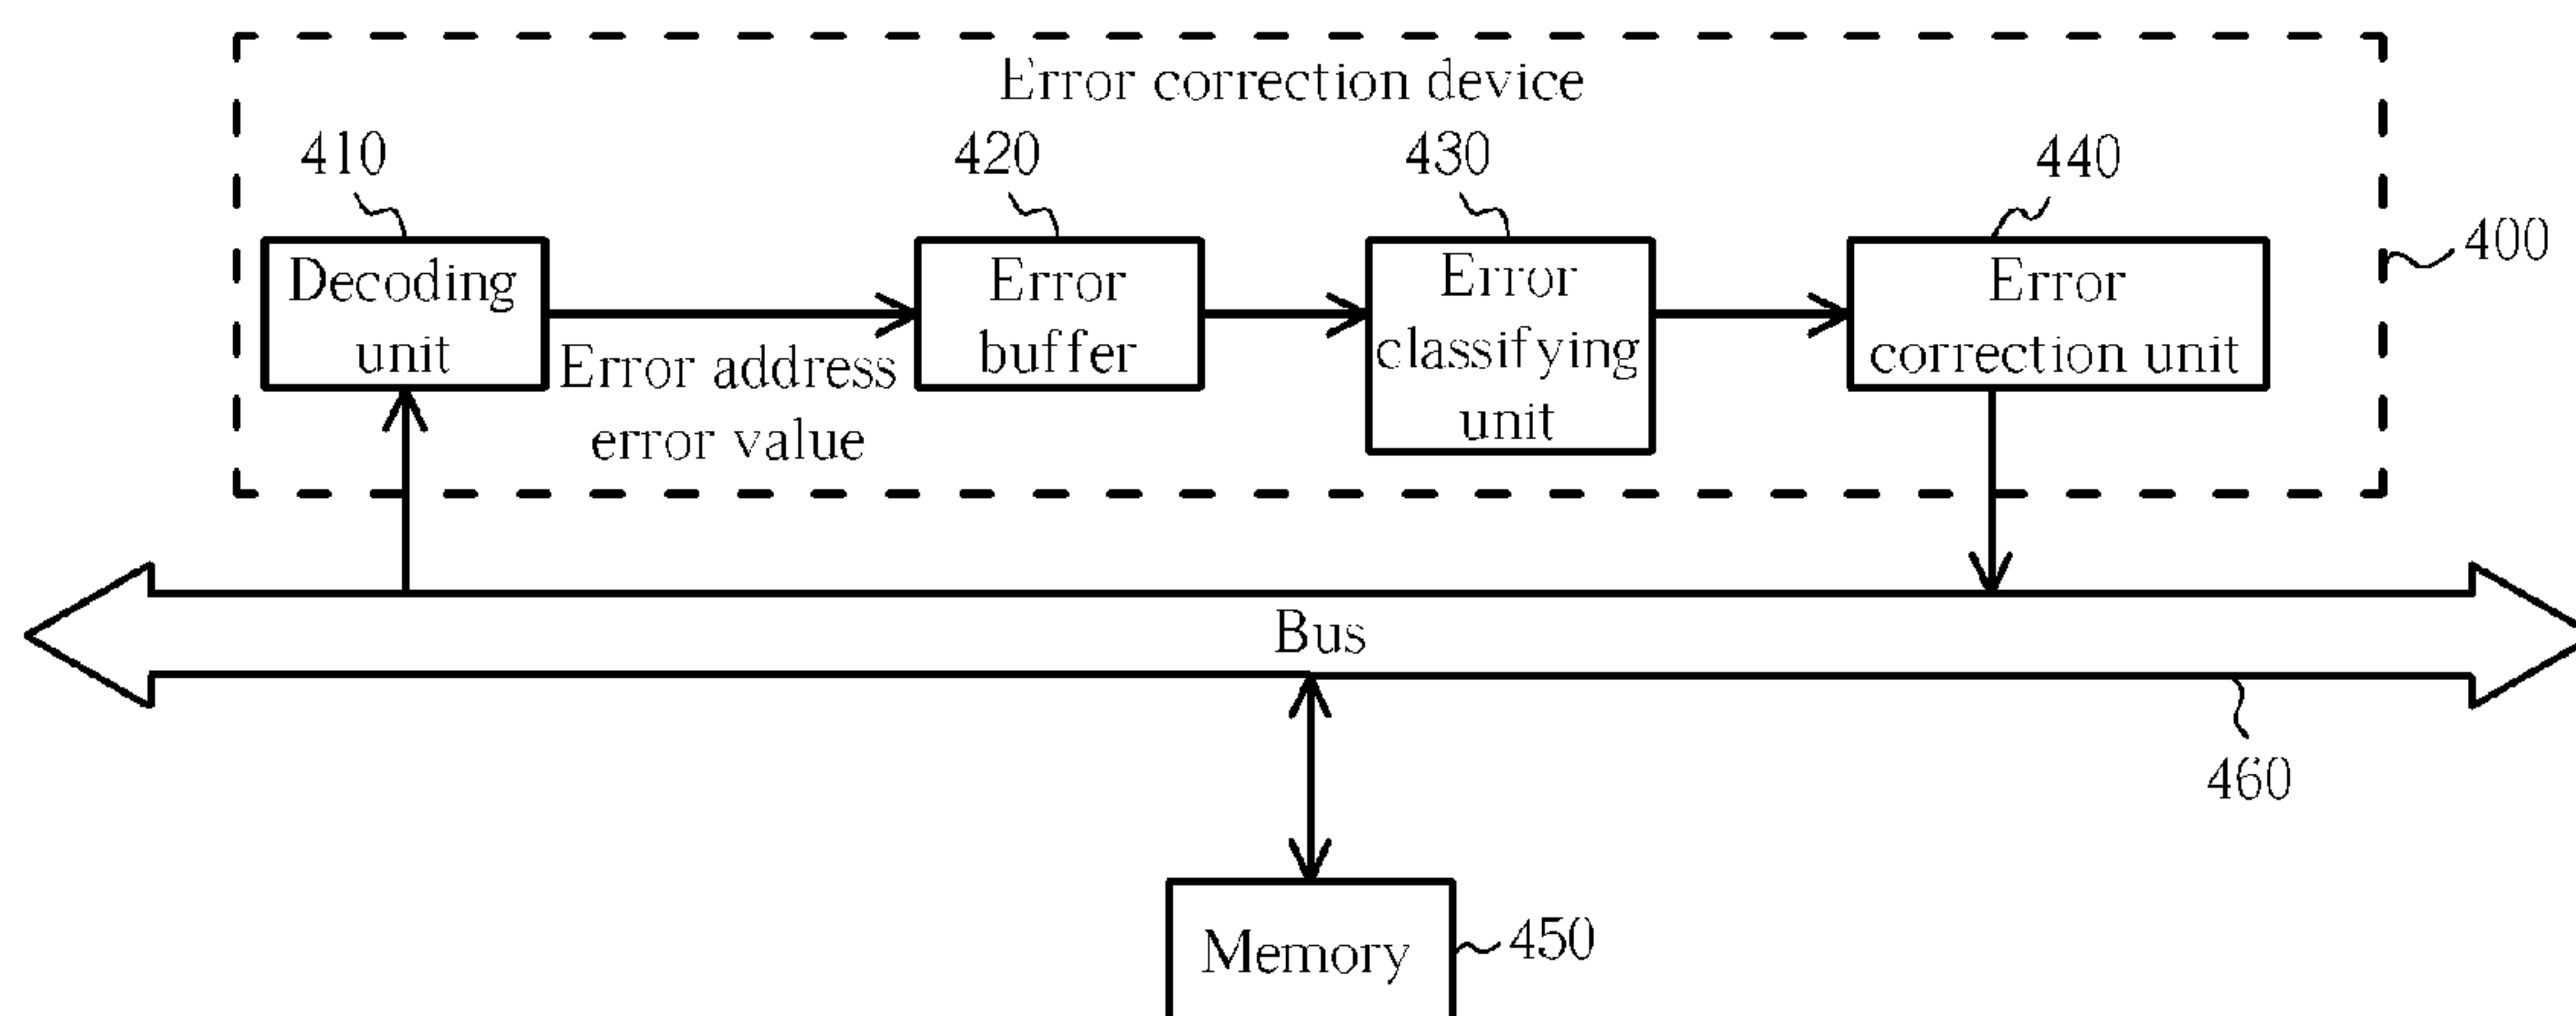 Error correction device
410
420
430
440
400
Decoding
unit
Error address
error value
Error
buffer
Error
classifying
unit
Error
correction unit
Bus
460
Memory
450